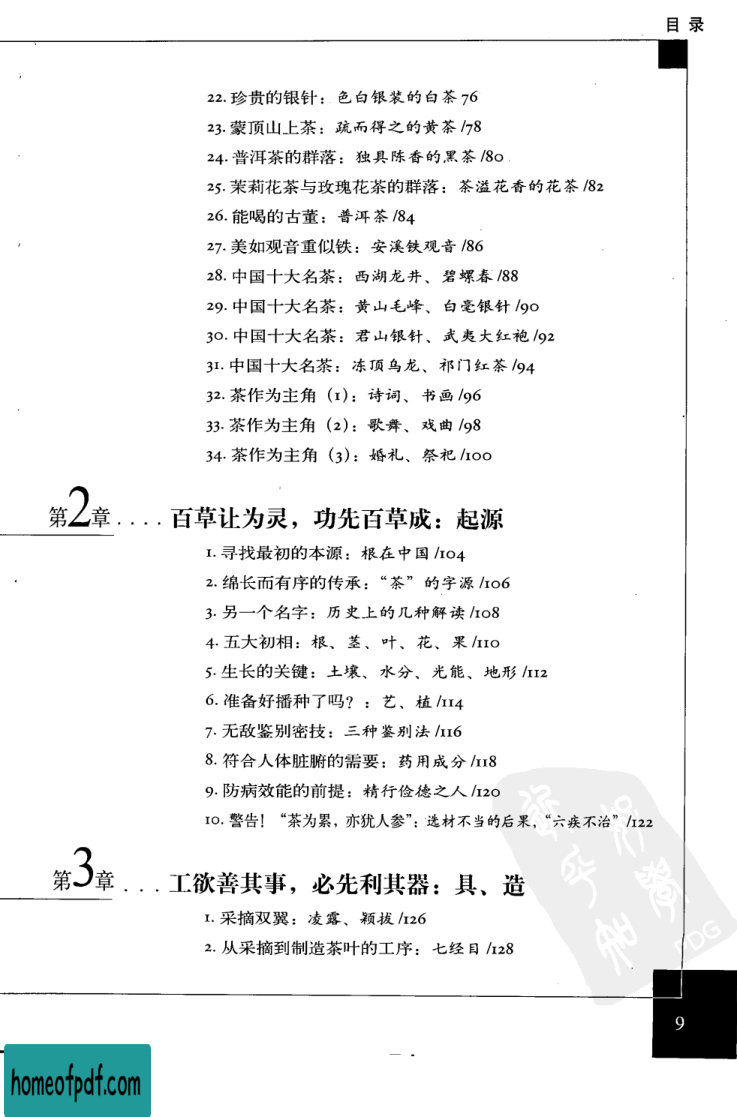 目 录
22. 珍贵的银针：色白银装的白茶 76
23. 蒙顶山上茶：疏而得之的黄茶 /78
24. 普洱茶的群落：独具陈香的黑茶 /80
25. 茉莉花茶与玫瑰花茶的群落：茶溢花香的花茶 /82
26. 能喝的古董：普洱茶 /84
27. 美如观音重似铁：安溪铁观音 /86
28. 中国十大名茶：西湖龙井、碧螺春 /88
29. 中国十大名茶：黄山毛峰、白毫银针 /90
30. 中国十大名茶：君山银针、武夷大红袍 /92
31. 中国十大名茶：冻顶乌龙、祁门红茶 /94
32. 茶作为主角（1）：诗词、书画 /96
33. 茶作为主角（2）：歌舞、戏曲 /98
34. 茶作为主角（3）：婚礼、祭祀 /100
第2章 .... 百草让为灵，功先百草成：起源
1. 寻找最初的本源：根在中国 /104
2. 绵长而有序的传承：“茶”的字源 /106
3. 另一个名字：历史上的几种解读 /108
4. 五大初相：根、茎、叶、花、果 /110
5. 生长的关键：土壤、水分、光能、地形 /112
6. 准备好播种了吗？：艺、植 /114
7. 无敌鉴别密技：三种鉴别法 /116
8. 符合人体脏腑的需要：药用成分 /118
9. 防病效能的前提：精行俭德之人 /120
10. 警告！“茶为累，亦犹人参”：选材不当的后果，“六疾不治” /122
第3章 ... 工欲善其事，必先利其器：具、造
1. 采摘双翼：凌露、颖拔 /126
2. 从采摘到制造茶叶的工序：七经目 /128
PDG
9
homeofpdf.com